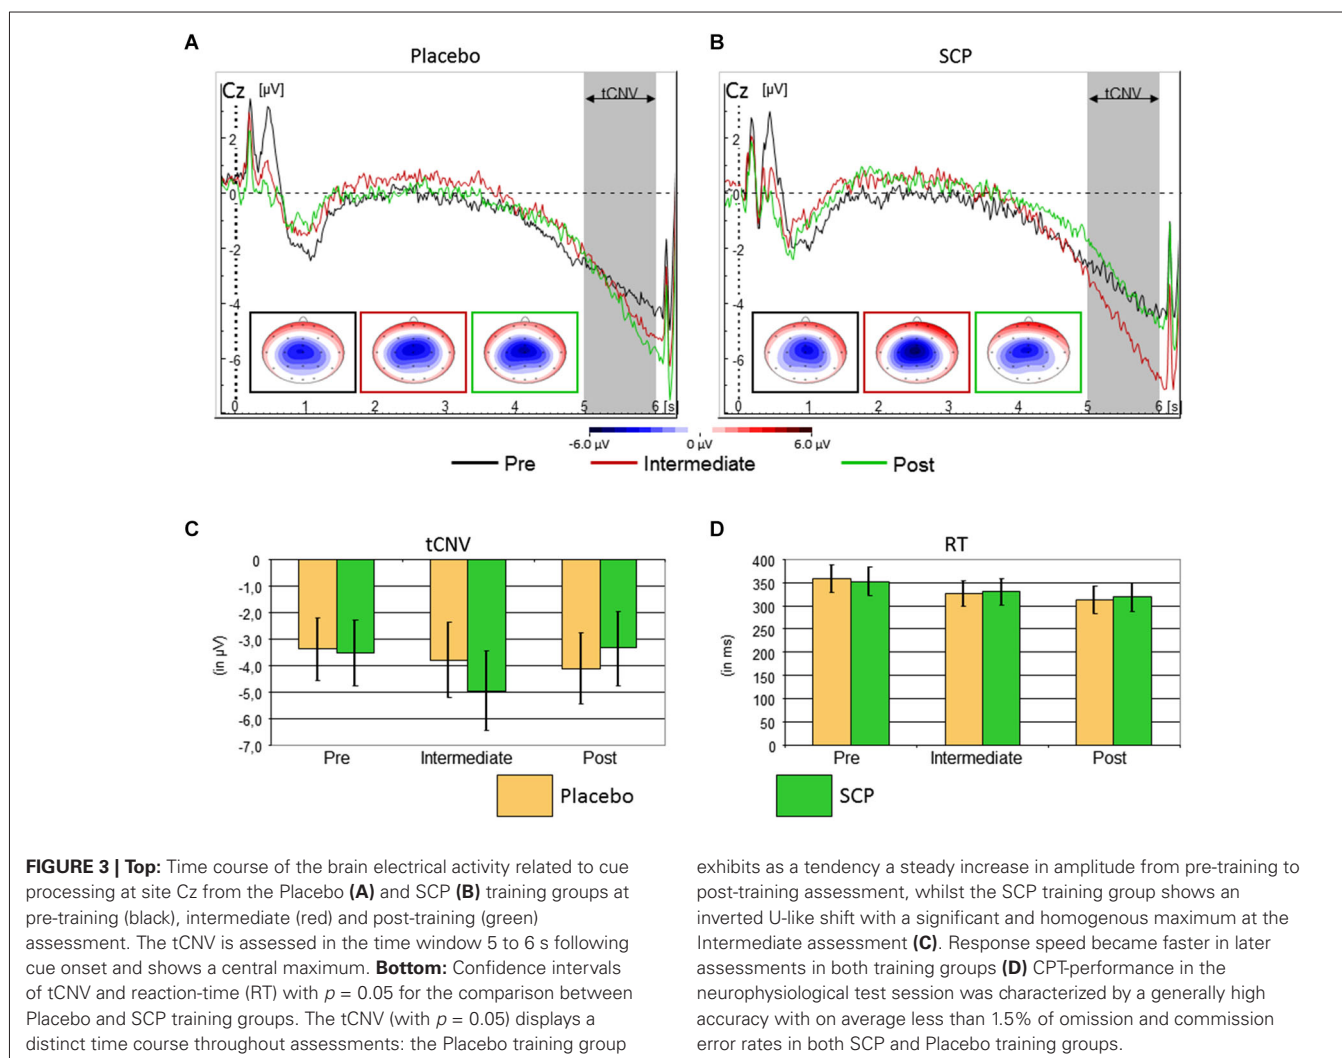 A
Placebo
Cz [µV]
tCNV
2
0
-2
-4
-6
0 1 2 3 4 5 6 [s]
B
SCP
Cz [µV]
tCNV
2
0
-2
-4
-6
0 1 2 3 4 5 6 [s]
-6.0 µV 0 µV 6.0 µV
Pre Intermediate Post
C
tCNV
(in µV)
0
-1,0
-2,0
-3,0
-4,0
-5,0
-6,0
-7,0
Pre Intermediate Post
D
RT
(in ms)
400
350
300
250
200
150
100
50
0
Pre Intermediate Post
Placebo SCP
FIGURE 3 | Top: Time course of the brain electrical activity related to cue
processing at site Cz from the Placebo (A) and SCP (B) training groups at
pre-training (black), intermediate (red) and post-training (green)
assessment. The tCNV is assessed in the time window 5 to 6 s following
cue onset and shows a central maximum. Bottom: Confidence intervals
of tCNV and reaction-time (RT) with p = 0.05 for the comparison between
Placebo and SCP training groups. The tCNV (with p = 0.05) displays a
distinct time course throughout assessments: the Placebo training group
exhibits as a tendency a steady increase in amplitude from pre-training to
post-training assessment, whilst the SCP training group shows an
inverted U-like shift with a significant and homogenous maximum at the
Intermediate assessment (C). Response speed became faster in later
assessments in both training groups (D) CPT-performance in the
neurophysiological test session was characterized by a generally high
accuracy with on average less than 1.5% of omission and commission
error rates in both SCP and Placebo training groups.